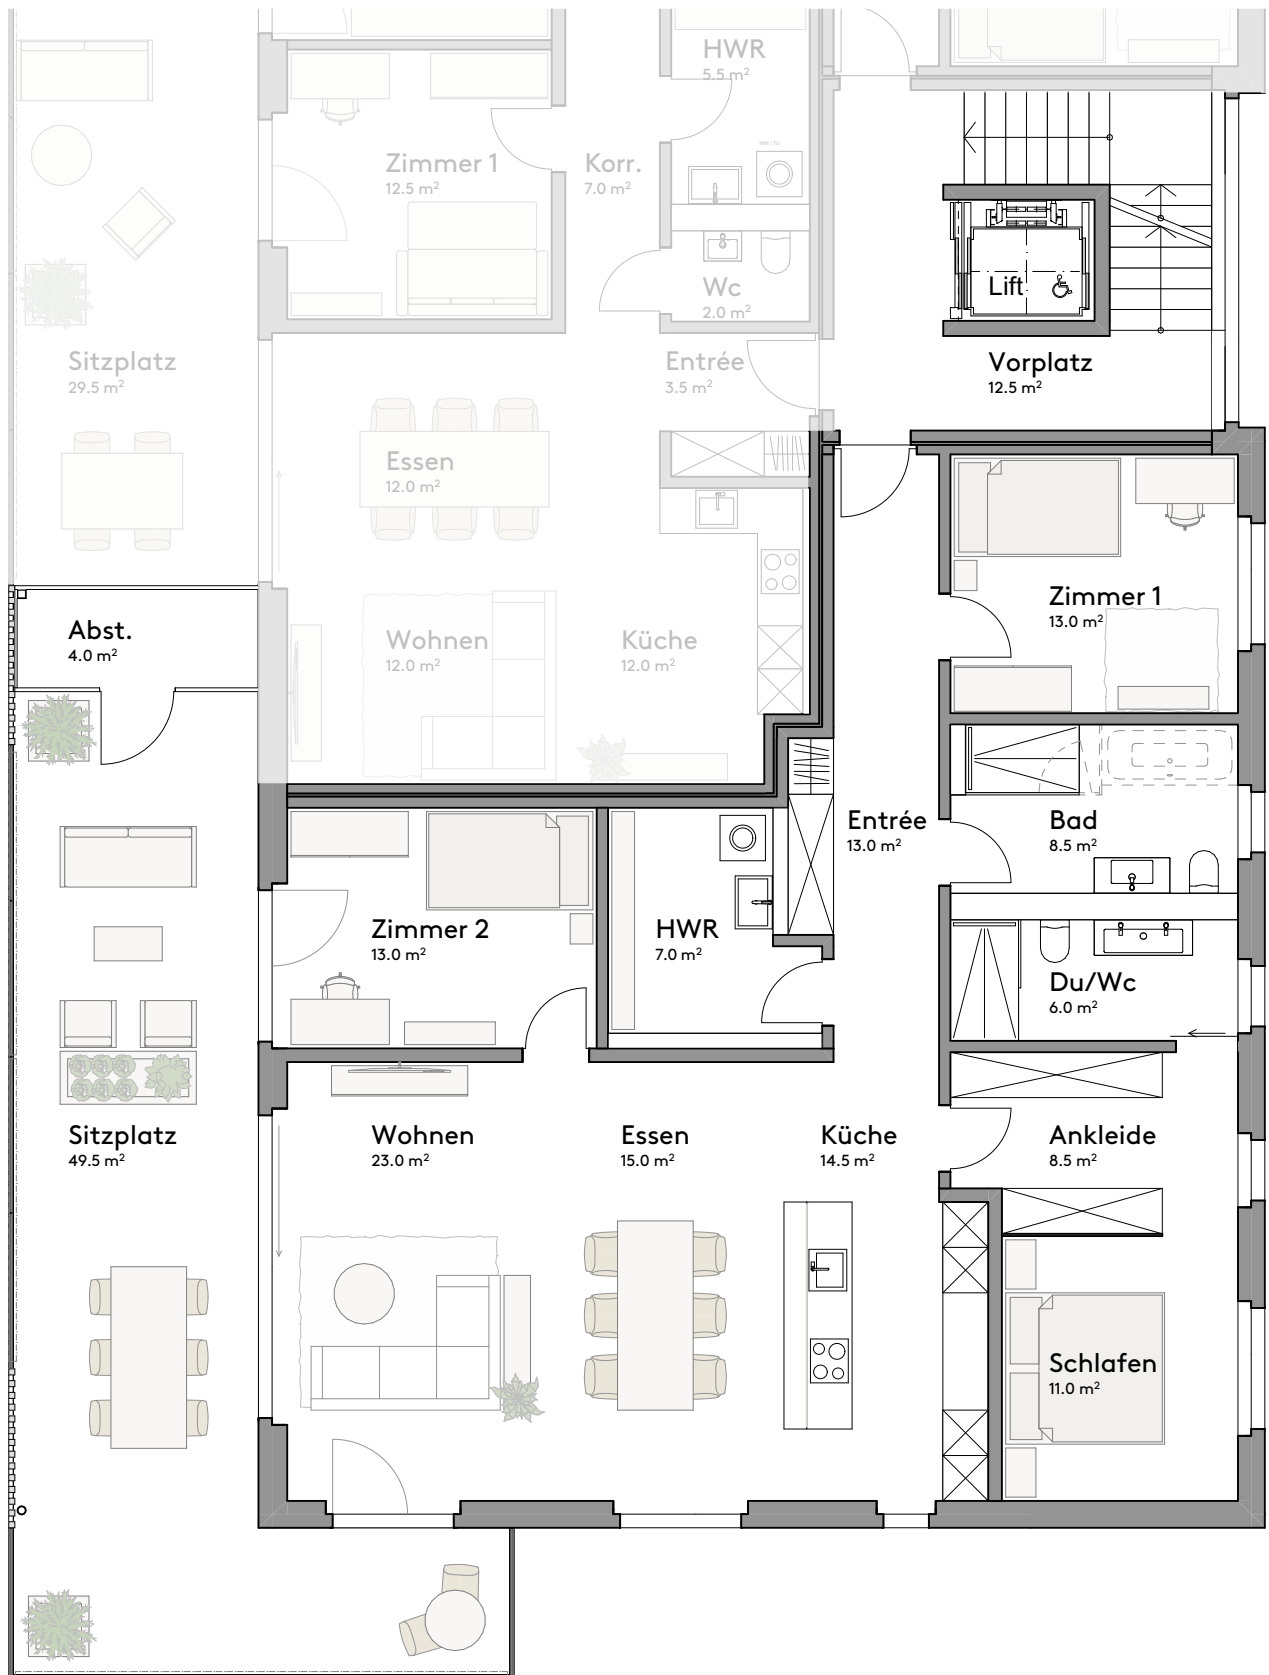 HWR
5.5 m²
Zimmer 1
12.5 m²
Korr.
7.0 m²
Wc
2.0 m²
Lift
Sitzplatz
29.5 m²
Entrée
3.5 m²
Vorplatz
12.5 m²
Essen
12.0 m²
Zimmer 1
13.0 m²
Abst.
4.0 m²
Wohnen
12.0 m²
Küche
12.0 m²
Entrée
13.0 m²
Bad
8.5 m²
Zimmer 2
13.0 m²
HWR
7.0 m²
Du/Wc
6.0 m²
Sitzplatz
49.5 m²
Wohnen
23.0 m²
Essen
15.0 m²
Küche
14.5 m²
Ankleide
8.5 m²
Schlafen
11.0 m²